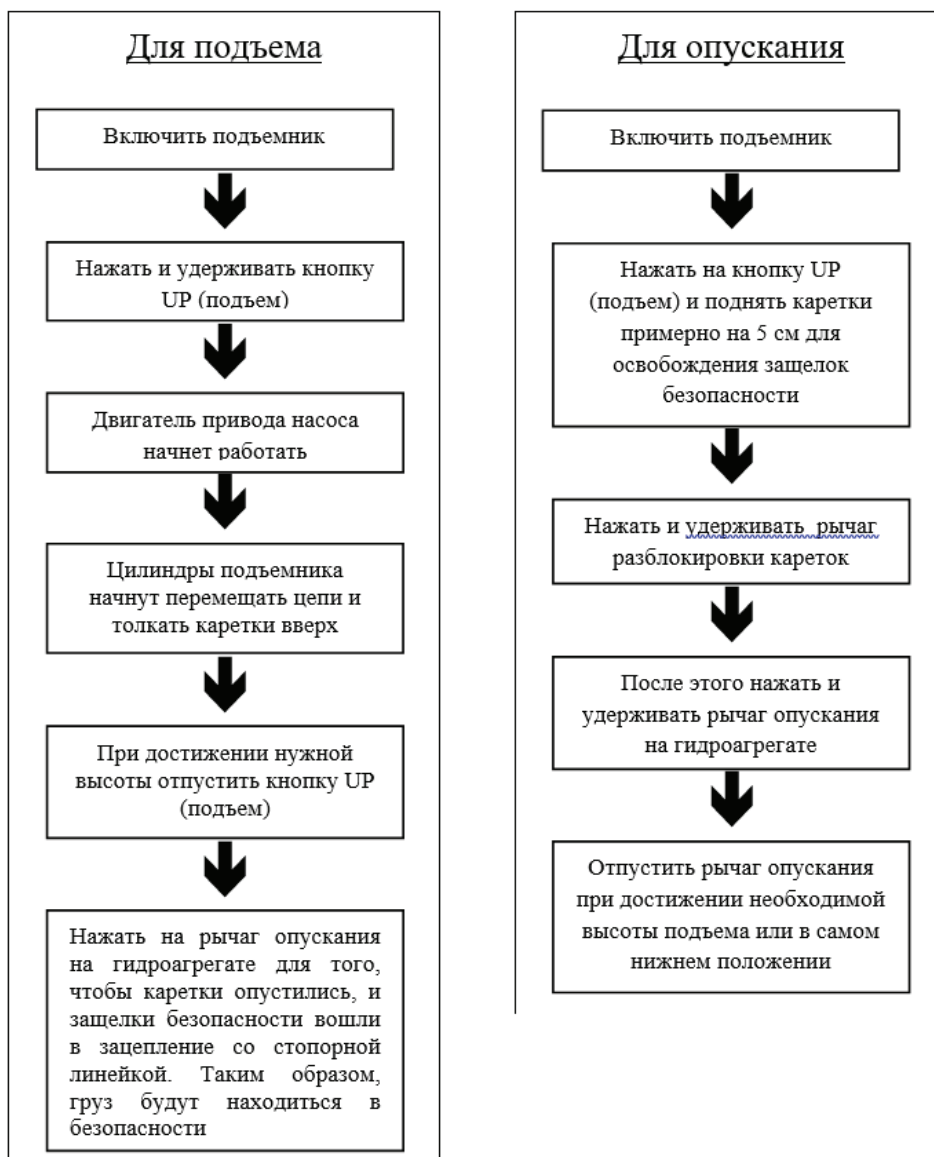 Для подъема
Включить подъемник
Нажать и удерживать кнопку
UP (подъем)
Двигатель привода насоса
начнет работать
Цилиндры подъемника
начнут перемещать цепи и
толкать каретки вверх
При достижении нужной
высоты отпустить кнопку UP
(подъем)
Нажать на рычаг опускания
на гидроагрегате для того,
чтобы каретки опустились, и
защелки безопасности вошли
в зацепление со стопорной
линейкой. Таким образом,
груз будут находиться в
безопасности
Для опускания
Включить подъемник
Нажать на кнопку UP
(подъем) и поднять каретки
примерно на 5 см для
освобождения защелок
безопасности
Нажать и удерживать рычаг
разблокировки кареток
После этого нажать и
удерживать рычаг опускания
на гидроагрегате
Отпустить рычаг опускания
при достижении необходимой
высоты подъема или в самом
нижнем положении